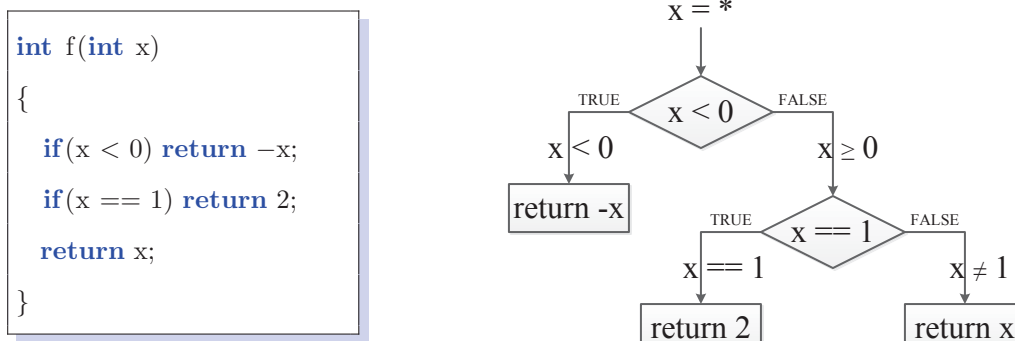 int f(int x)
{
if(x < 0) return −x;
if(x == 1) return 2;
return x;
}
x = *
TRUE
x < 0
FALSE
x < 0
x ≥ 0
return -x
TRUE
x == 1
FALSE
x == 1
x ≠ 1
return 2
return x